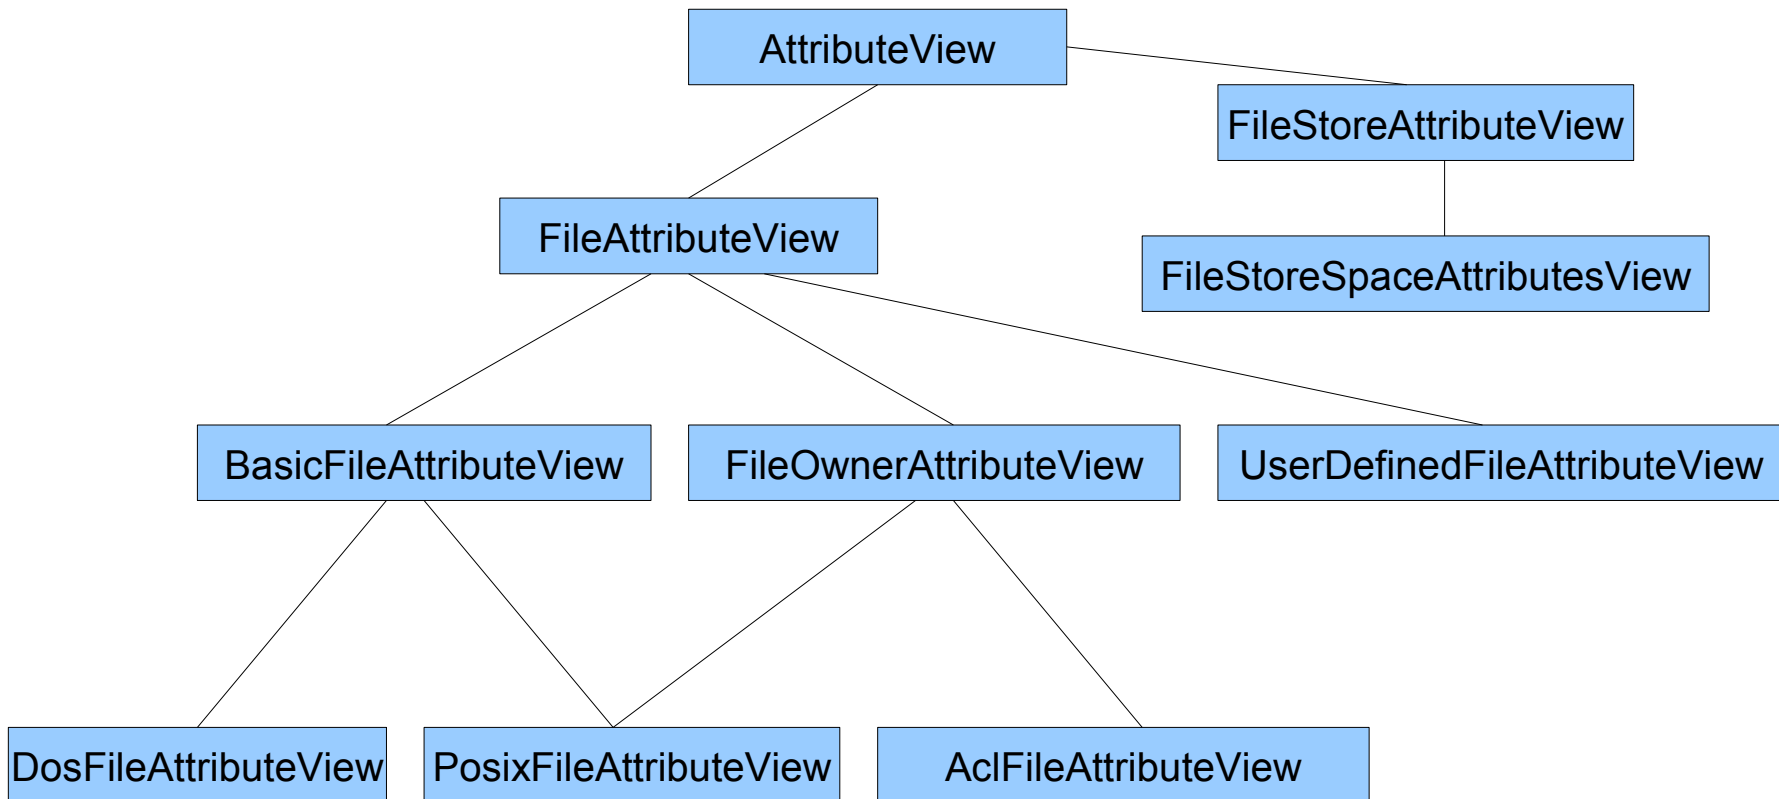 AttributeView
FileStoreAttributeView
FileAttributeView
FileStoreSpaceAttributesView
BasicFileAttributeView
FileOwnerAttributeView
UserDefinedFileAttributeView
DosFileAttributeView
PosixFileAttributeView
AclFileAttributeView